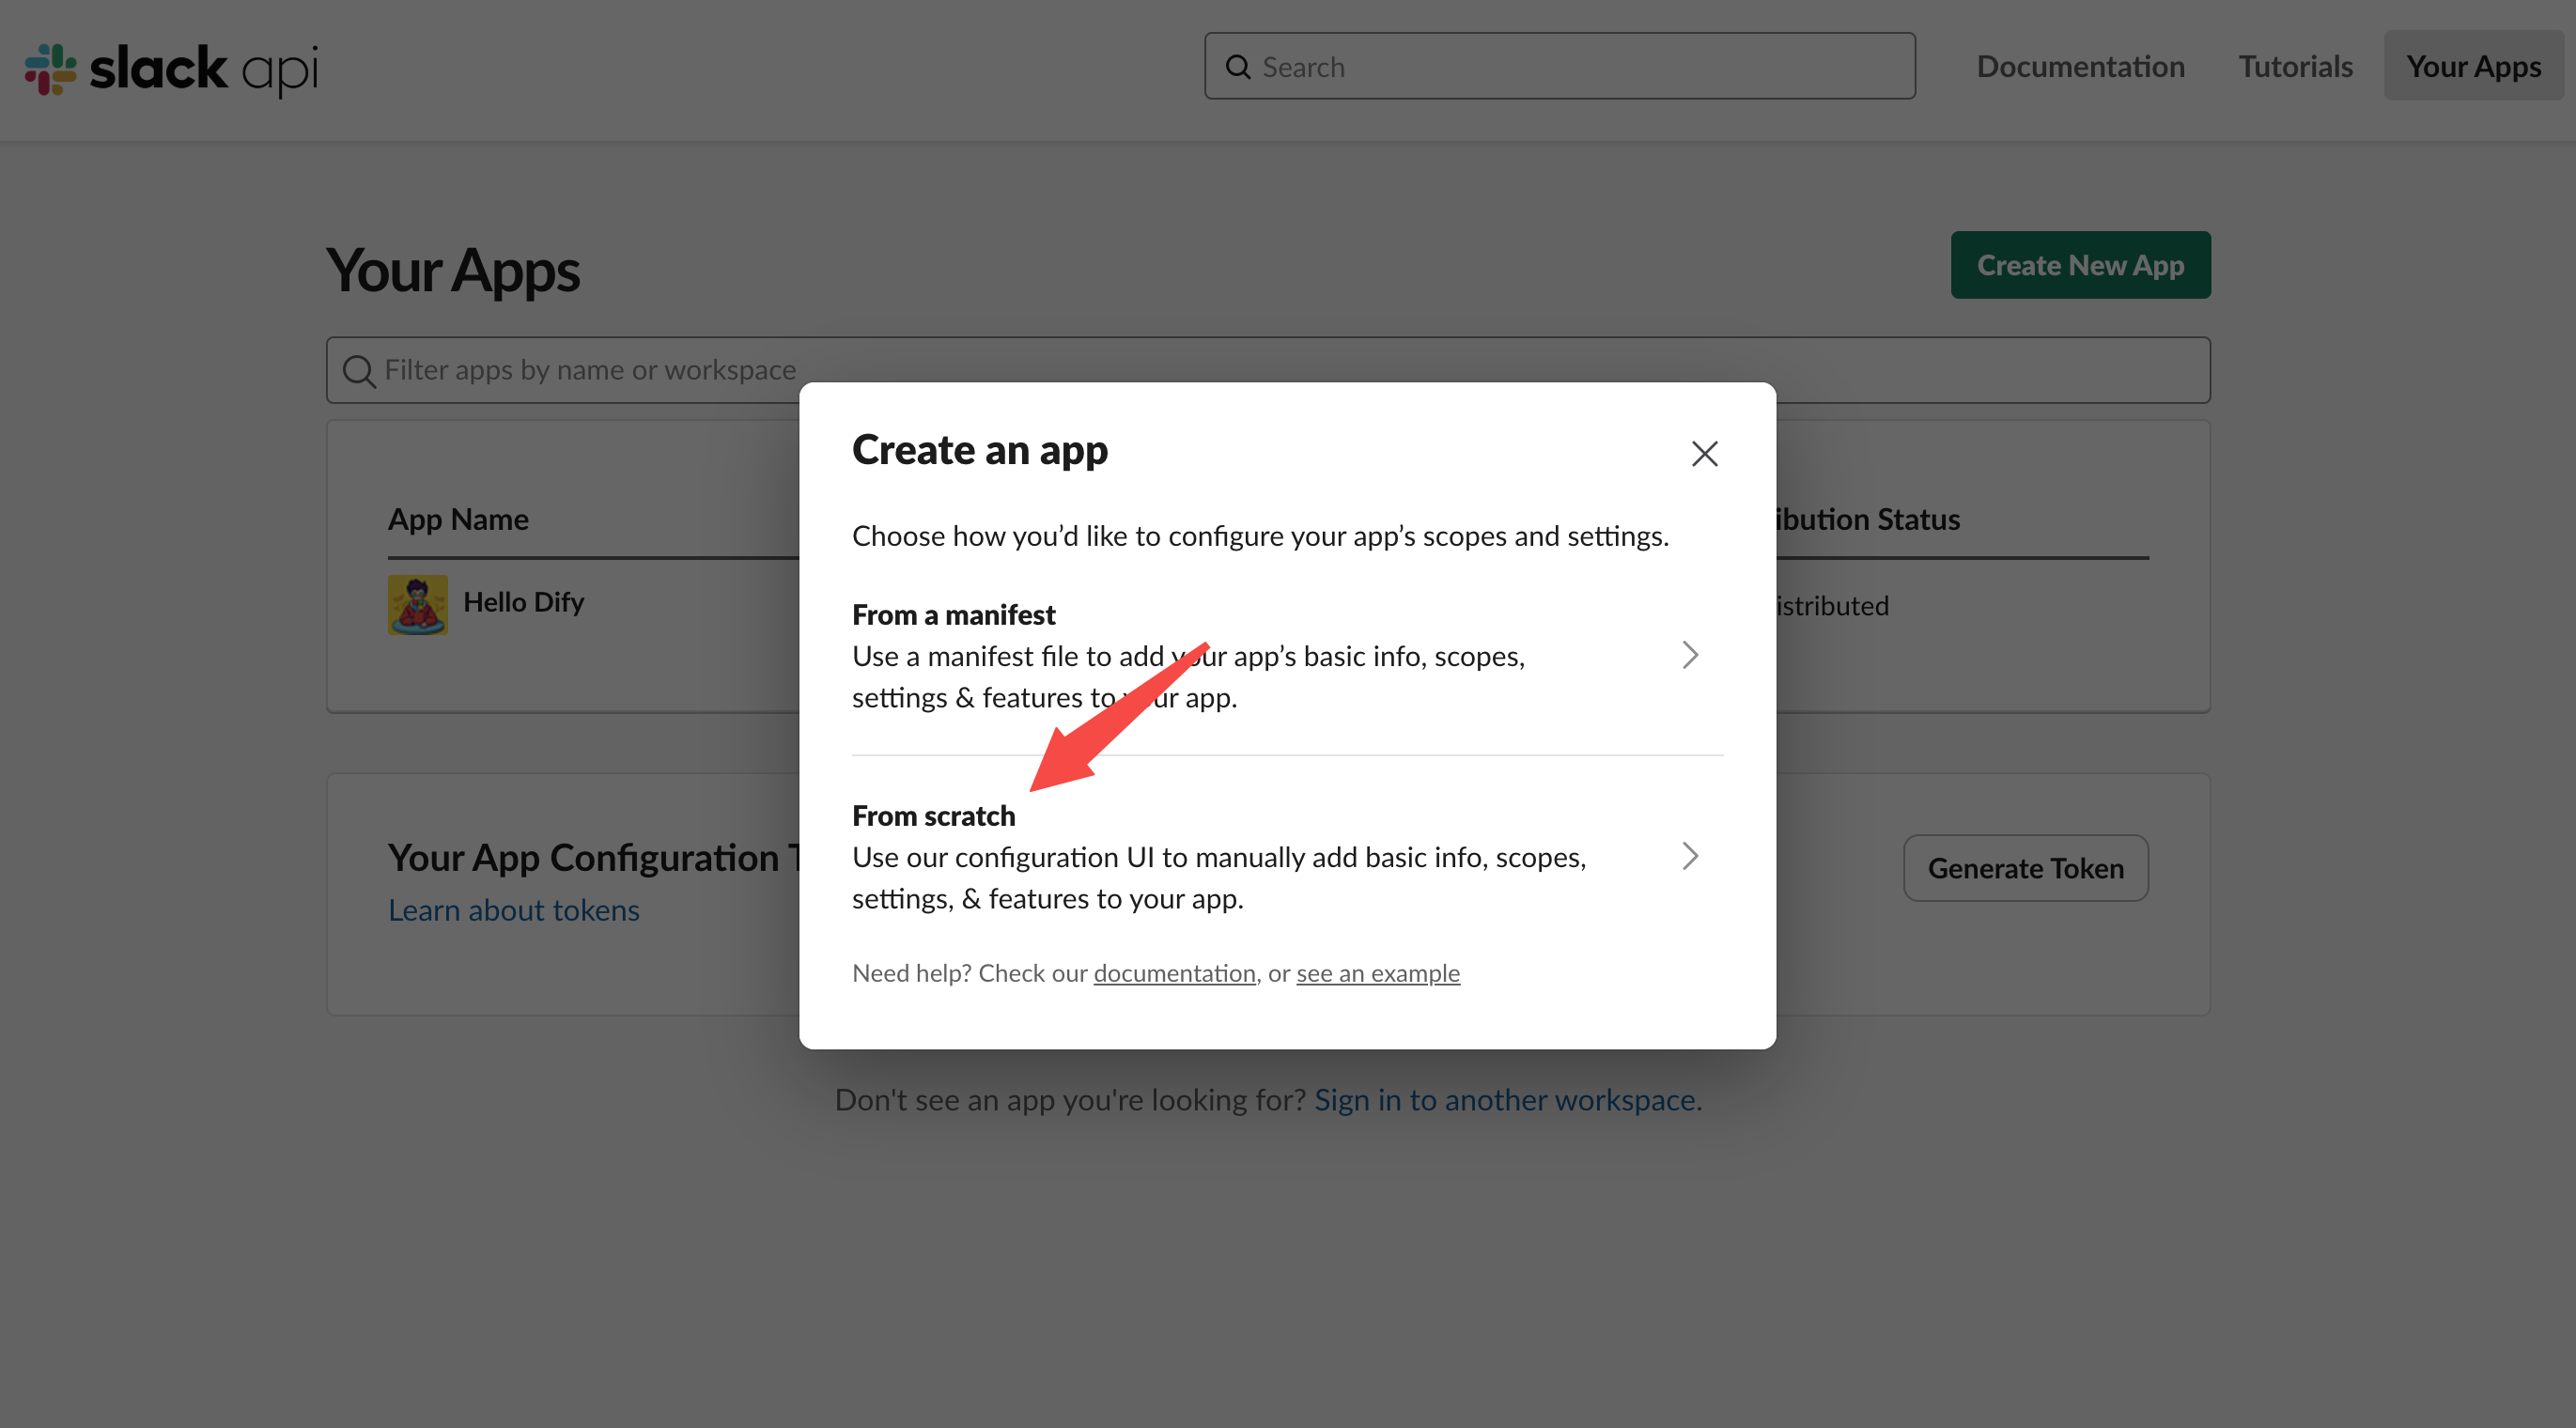 slack api
Search
Documentation
Tutorials
Your Apps
Your Apps
Create New App
Filter apps by name or workspace
Create an app
Choose how you’d like to configure your app’s scopes and settings.
App Name
ibution Status
Hello Dify
istributed
From a manifest
Use a manifest file to add your app’s basic info, scopes,
settings & features to your app.
From scratch
Use our configuration UI to manually add basic info, scopes,
settings, & features to your app.
Your App Configuration T
Learn about tokens
Generate Token
Need help? Check our documentation, or see an example
Don't see an app you're looking for? Sign in to another workspace.